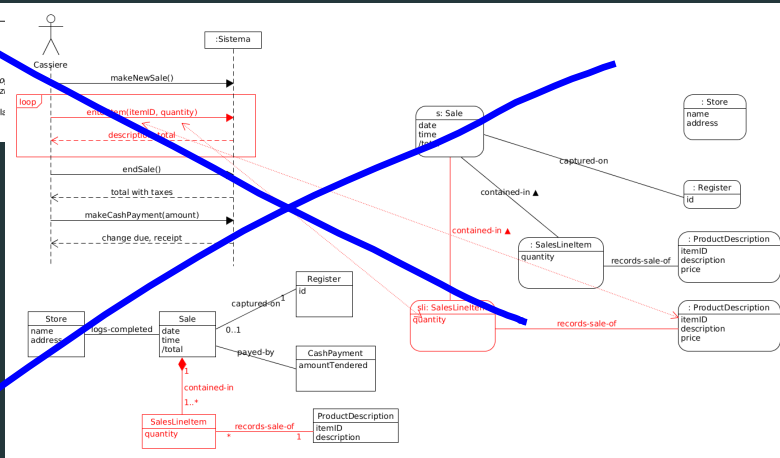 Cassiere
:Sistema
makeNewSale()
loop
enterItem(itemID, quantity)
description, total
endSale()
total with taxes
makeCashPayment(amount)
change due, receipt
s: Sale
date
time
/total
: Store
name
address
captured-on
: Register
id
contained-in ▲
contained-in ▲
: SalesLineItem
quantity
records-sale-of
: ProductDescription
itemID
description
price
sli: SalesLineItem
quantity
records-sale-of
: ProductDescription
itemID
description
price
Store
name
address
logs-completed
Sale
date
time
/total
captured-on
1
0..1
Register
id
payed-by
CashPayment
amountTendered
1
contained-in
1..*
SalesLineItem
quantity
records-sale-of
*
1
ProductDescription
itemID
description